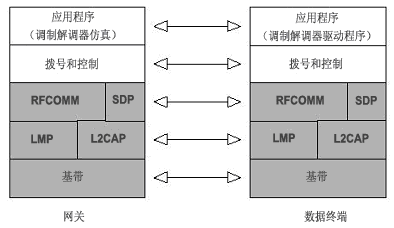 应用程序
（调制解调器仿真）
应用程序
（调制解调器驱动程序）
拨号和控制
拨号和控制
RFCOMM
SDP
RFCOMM
SDP
LMP
L2CAP
LMP
L2CAP
基带
基带
网关
数据终端